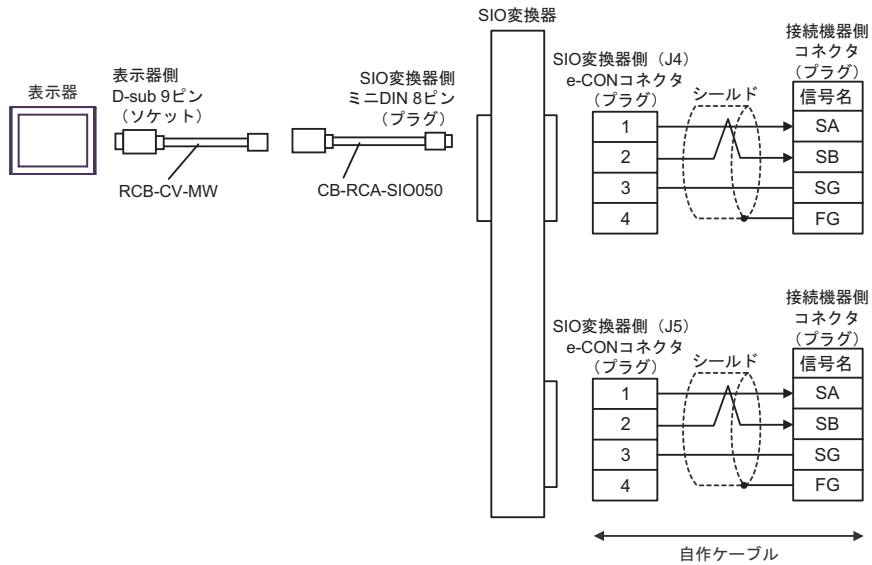 SIO変換器
表示器
表示器側
D-sub 9ピン
（ソケット）
RCB-CV-MW
SIO変換器側
ミニDIN 8ピン
（プラグ）
CB-RCA-SIO050
SIO変換器側（J4）
e-CONコネクタ
（プラグ）
シールド
接続機器側
コネクタ
（プラグ）
信号名
1
SA
2
SB
3
SG
4
FG
SIO変換器側（J5）
e-CONコネクタ
（プラグ）
シールド
接続機器側
コネクタ
（プラグ）
信号名
1
SA
2
SB
3
SG
4
FG
自作ケーブル